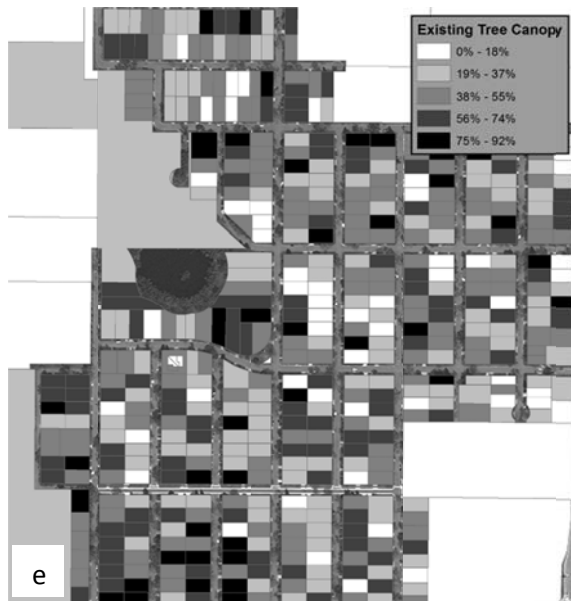 Existing Tree Canopy
0% - 18%
19% - 37%
38% - 55%
56% - 74%
75% - 92%
e